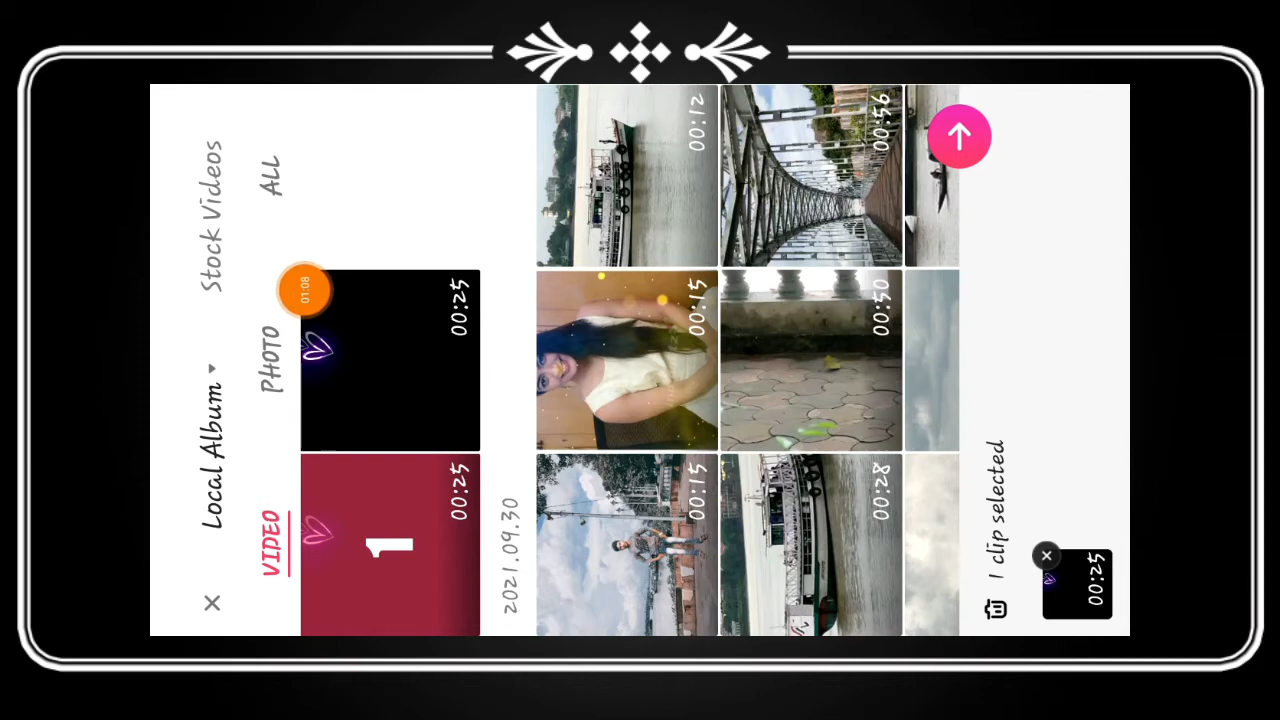 Local Album
Stock Videos
VIDEO
PHOTO
ALL
01:08
1
00:25
00:25
2021.09.30
00:15
00:15
00:12
00:28
00:50
00:56
1 clip selected
00:25